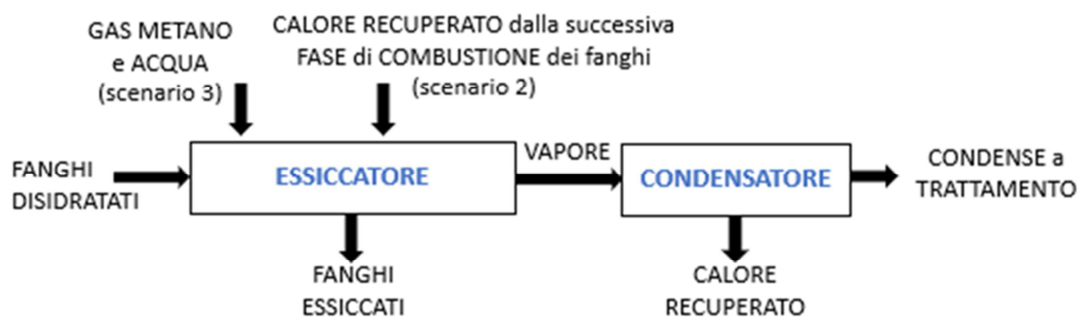 GAS METANO
e ACQUA
(scenario 3)
CALORE RECUPERATO dalla successiva
FASE di COMBUSTIONE dei fanghi
(scenario 2)
FANGHI
DISIDRATATI
ESSICCATORE
VAPORE
CONDENSATORE
CONDENSE a
TRATTAMENTO
FANGHI
ESSICCATI
CALORE
RECUPERATO